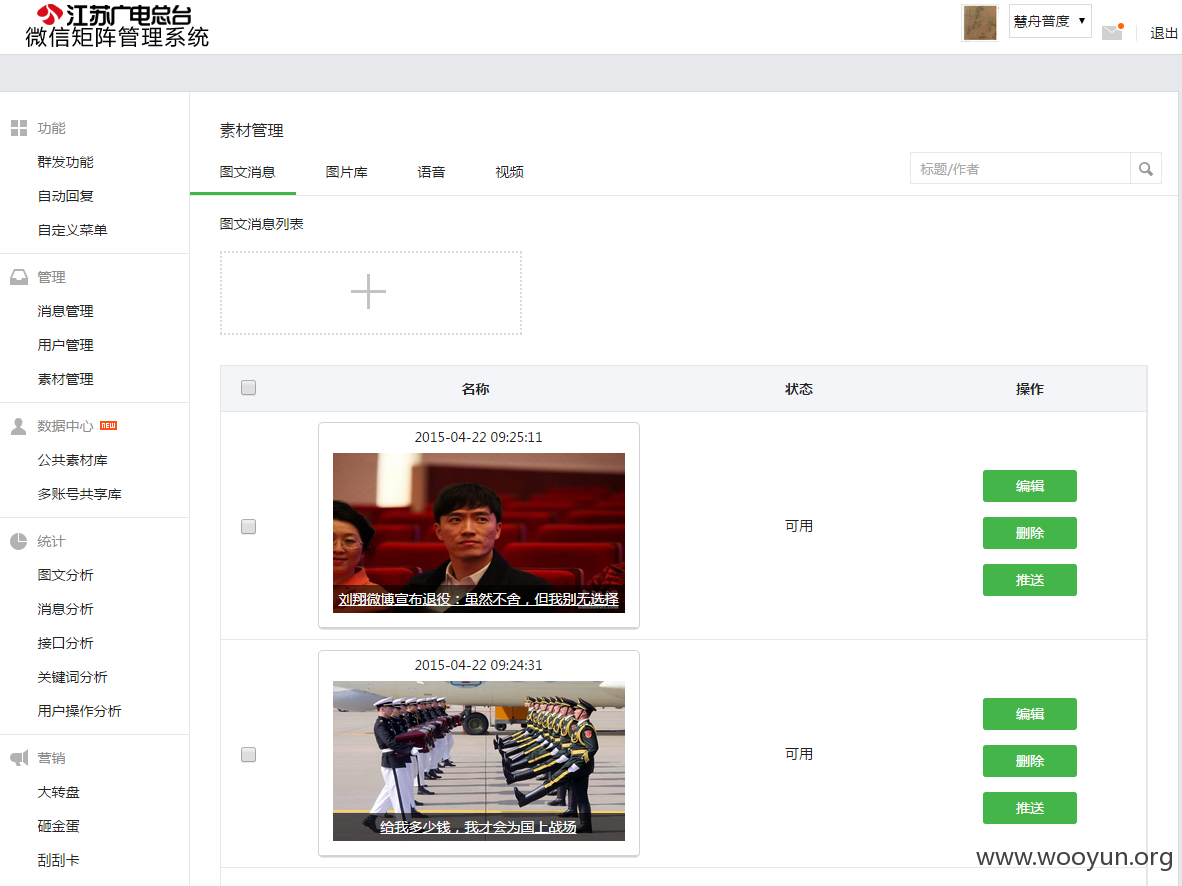 江苏广电总台
微信矩阵管理系统
慧舟普度
退出
功能
群发功能
自动回复
自定义菜单
管理
消息管理
用户管理
素材管理
数据中心 NEW
公共素材库
多账号共享库
统计
图文分析
消息分析
接口分析
关键词分析
用户操作分析
营销
大转盘
砸金蛋
刮刮卡
素材管理
图文消息 图片库 语音 视频
标题/作者
图文消息列表
名称 状态 操作
2015-04-22 09:25:11
刘翔微博宣布退役：虽然不舍，但我别无选择
可用
编辑
删除
推送
2015-04-22 09:24:31
给我多少钱，我才会为国上战场
可用
编辑
删除
推送
www.wooyun.org